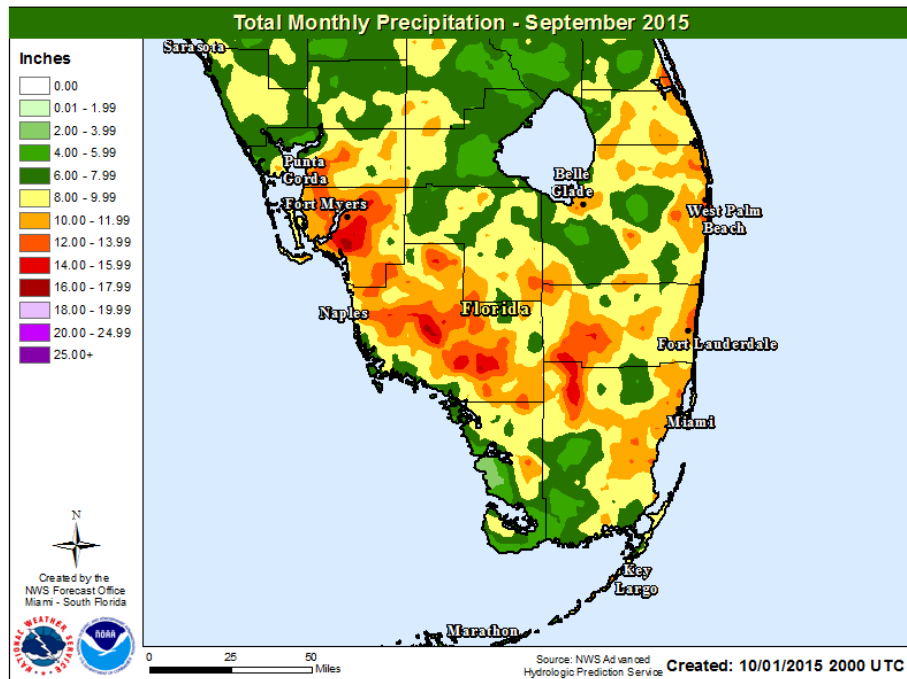 Total Monthly Precipitation - September 2015
Inches
0.00
0.01 - 1.99
2.00 - 3.99
4.00 - 5.99
6.00 - 7.99
8.00 - 9.99
10.00 - 11.99
12.00 - 13.99
14.00 - 15.99
16.00 - 17.99
18.00 - 19.99
20.00 - 24.99
25.00+
Sarasota
Punta
Gorda
Fort Myers
Belle
Glade
West Palm
Beach
Naples
Florida
Fort Lauderdale
Miami
Key
Largo
Marathon
N
Created by the
NWS Forecast Office
Miami - South Florida
NATIONAL WEATHER SERVICE
NOAA
0 25 50
Miles
Source: NWS Advanced
Hydrologic Prediction Service
Created: 10/01/2015 2000 UTC